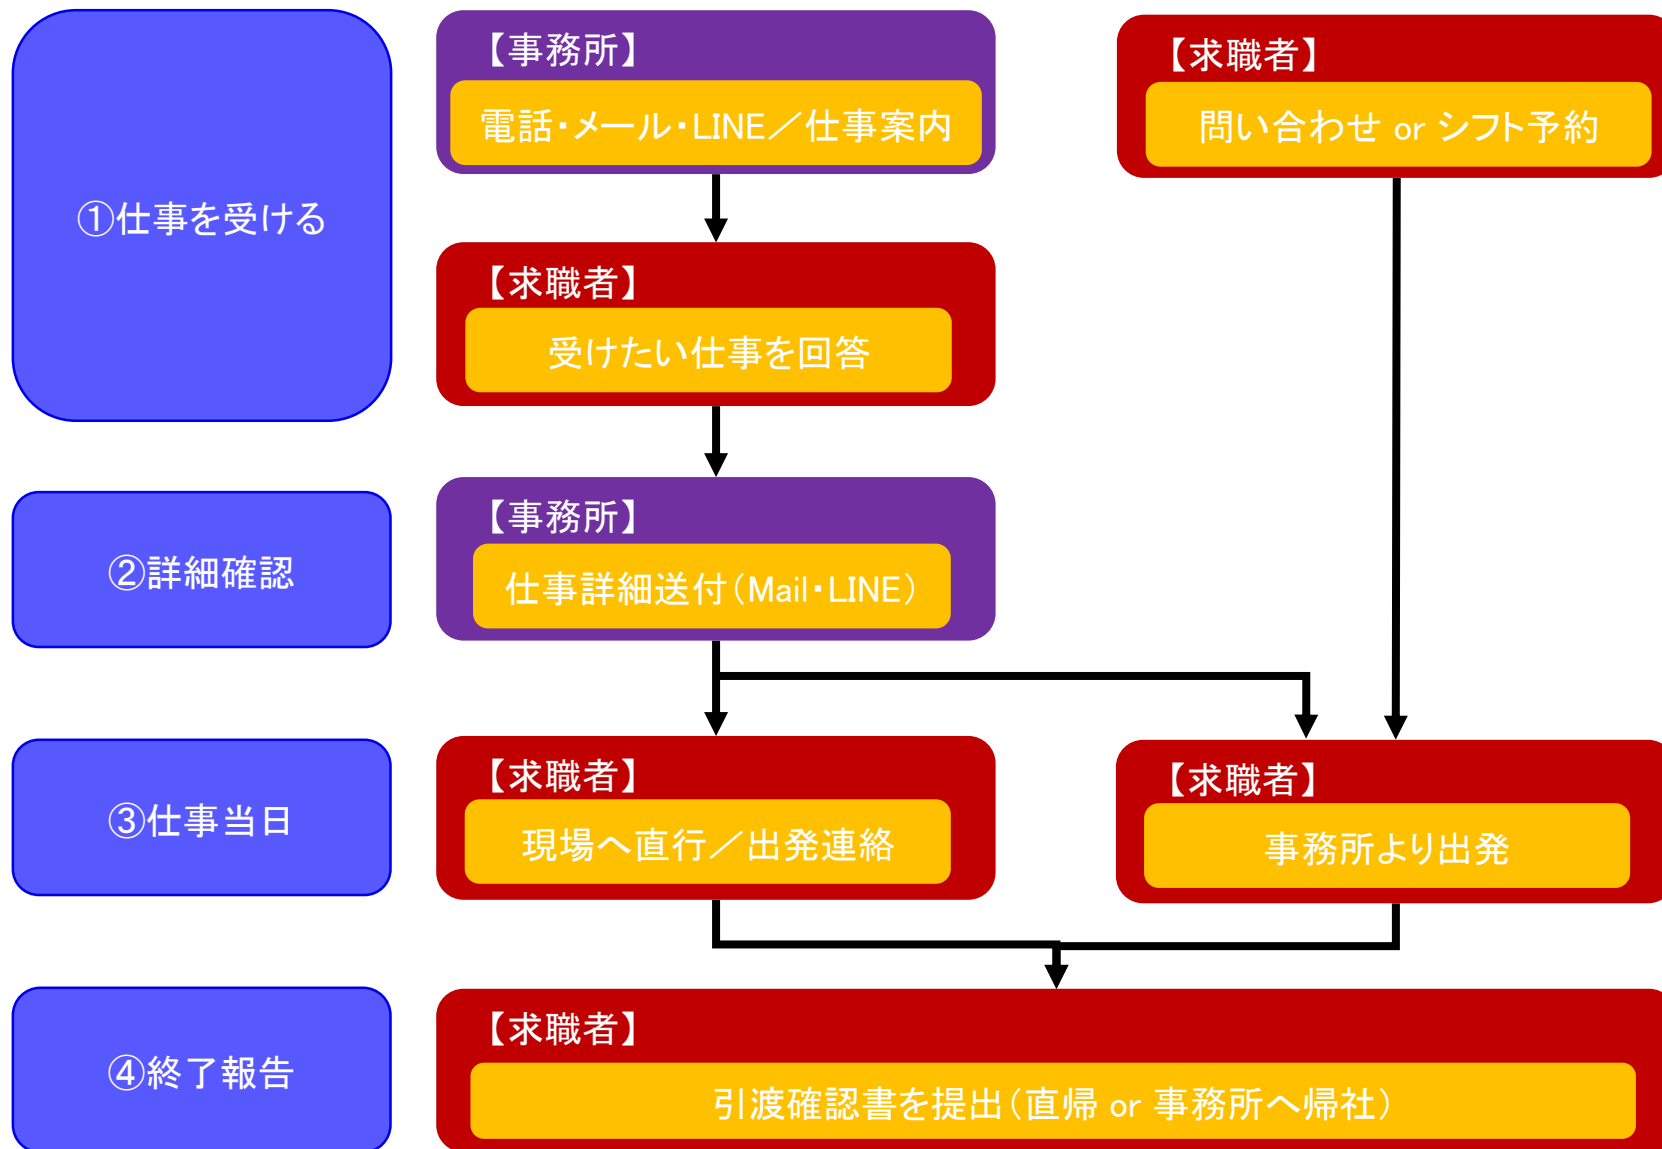 ①仕事を受ける
【事務所】
電話・メール・LINE／仕事案内
【求職者】
問い合わせ or シフト予約
【求職者】
受けたい仕事を回答
②詳細確認
【事務所】
仕事詳細送付（Mail・LINE）
③仕事当日
【求職者】
現場へ直行／出発連絡
【求職者】
事務所より出発
④終了報告
【求職者】
引渡確認書を提出（直帰 or 事務所へ帰社）